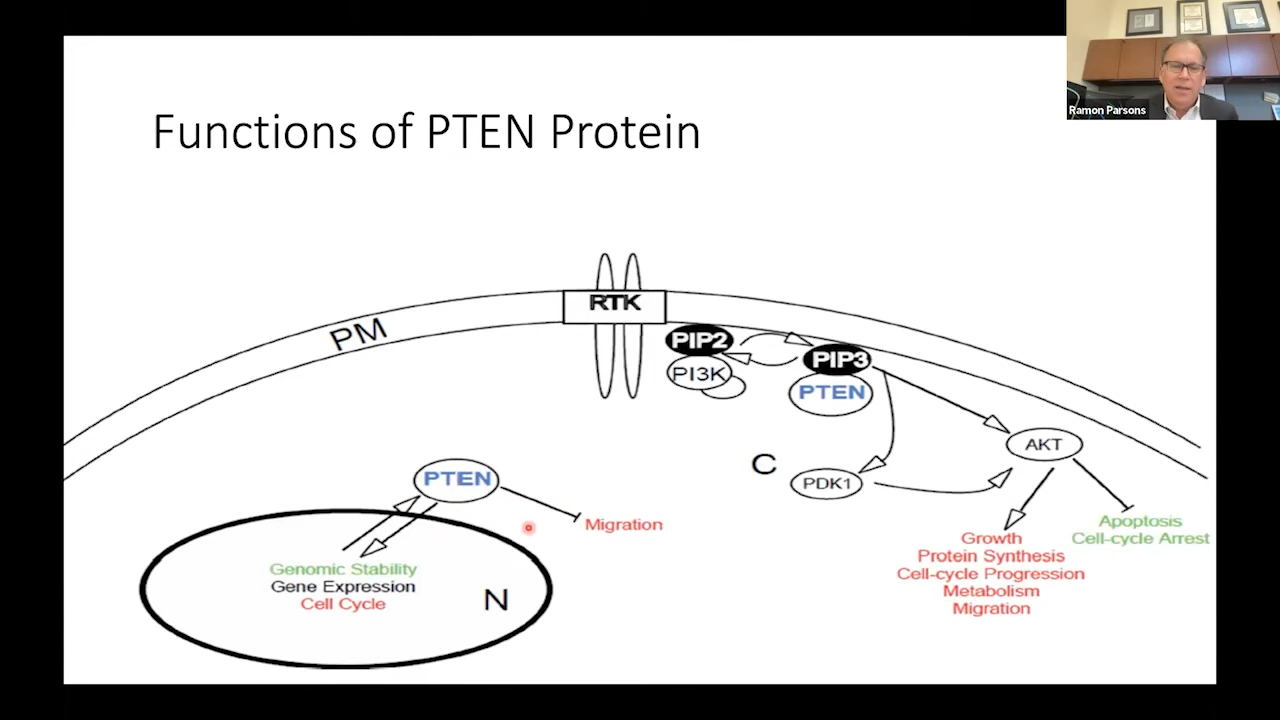 Ramon Parsons
Functions of PTEN Protein
RTK
PM
PIP2
PI3K
PIP3
PTEN
AKT
C
PDK1
PTEN
Migration
Apoptosis
Cell-cycle Arrest
Growth
Protein Synthesis
Cell-cycle Progression
Metabolism
Migration
Genomic Stability
Gene Expression
Cell Cycle
N